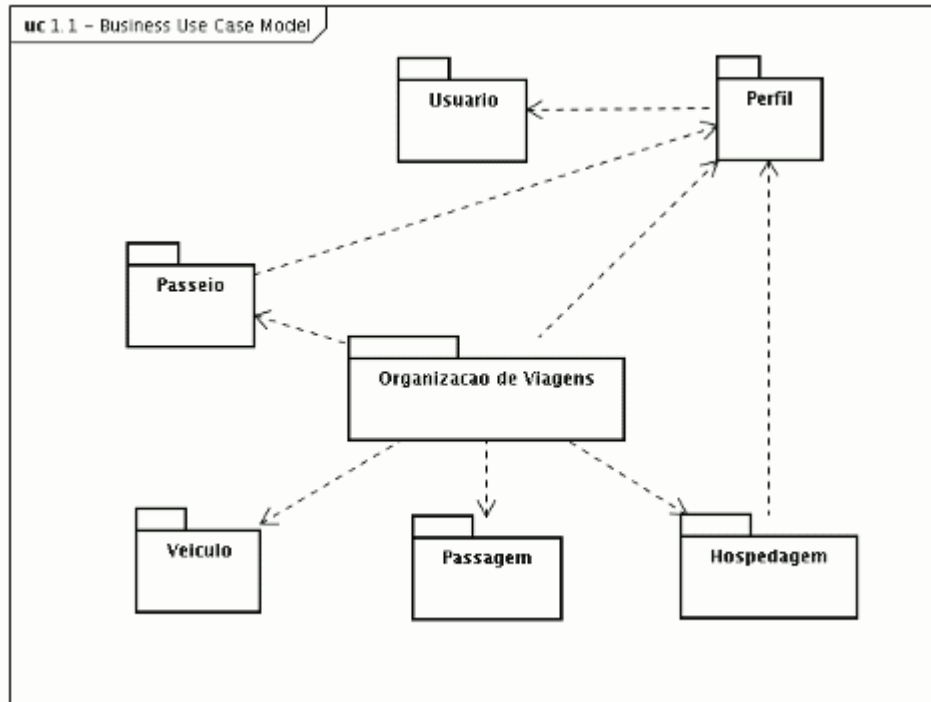 uc 1.1 - Business Use Case Model
Usuario
Perfil
Passeio
Organizacao de Viagens
Veiculo
Passagem
Hospedagem